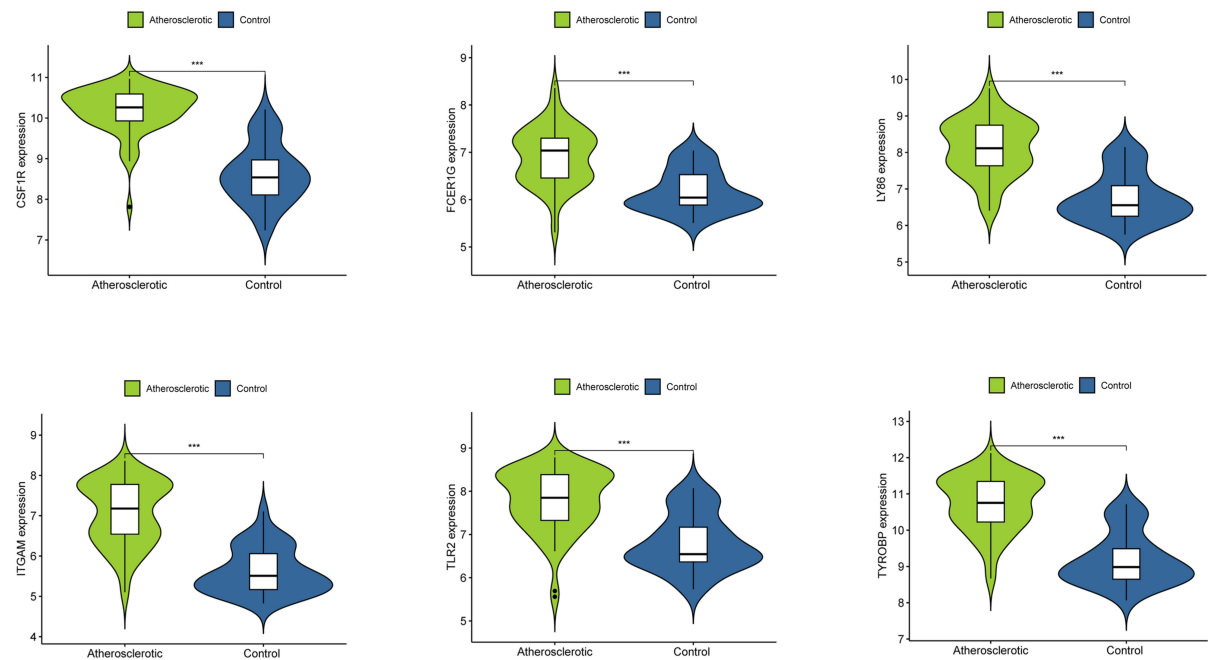 Atherosclerotic Control
***
CSF1R expression
11
10
9
8
7
Atherosclerotic Control
Atherosclerotic Control
***
FCER1G expression
9
8
7
6
5
Atherosclerotic Control
Atherosclerotic Control
***
LY86 expression
10
9
8
7
6
5
Atherosclerotic Control
Atherosclerotic Control
***
ITGAM expression
9
8
7
6
5
4
Atherosclerotic Control
Atherosclerotic Control
***
TLR2 expression
9
8
7
6
5
Atherosclerotic Control
Atherosclerotic Control
***
TYROBP expression
13
12
11
10
9
8
7
Atherosclerotic Control